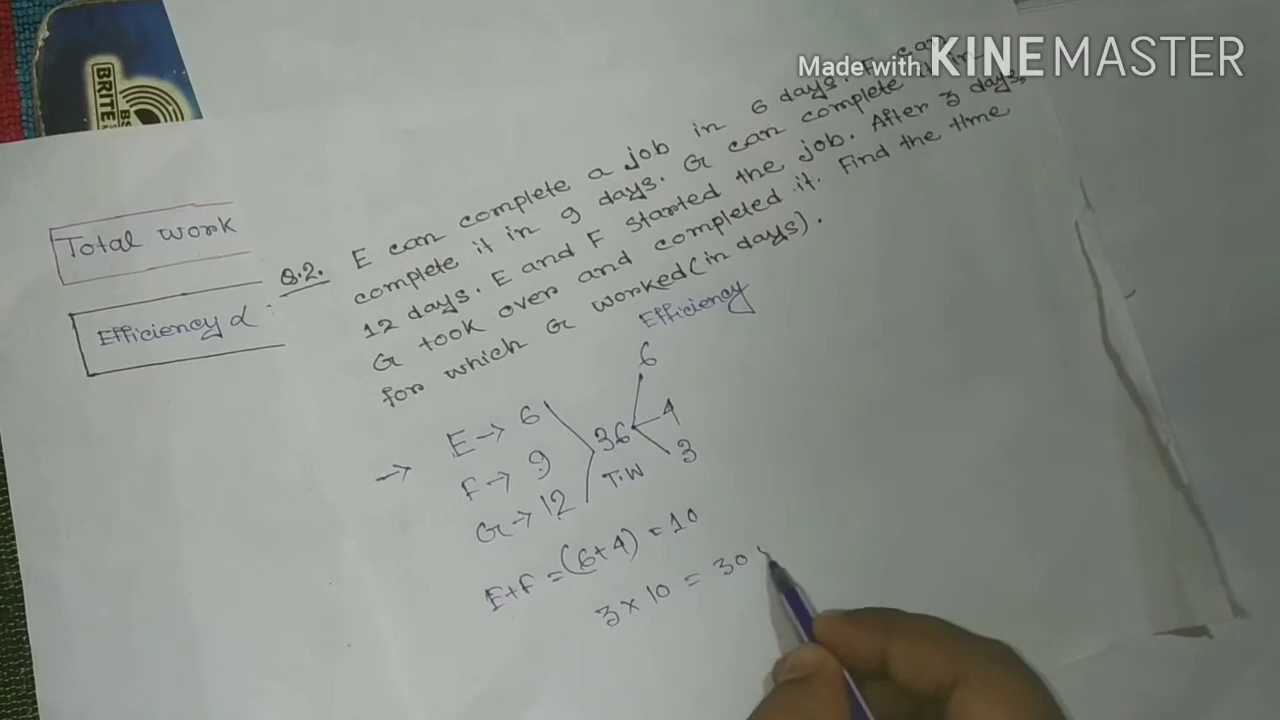 Made with KINEMASTER
BRITE
Total work
Efficiency α
Q.2. E can complete a job in 6 days. F can
complete it in 9 days. G can complete it in
12 days. E and F started the job. After 3 days,
G took over and completed it. Find the time
for which G worked (in days).
Efficiency
→ E → 6
F → 9
G → 12
36
T.W
6
4
3
E+F = (6+4) = 10
3 × 10 = 30